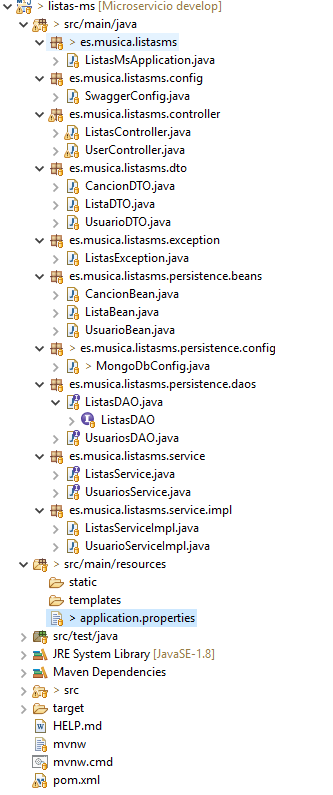 > listas-ms [Microservicio develop]
> src/main/java
> es.musica.listasms
ListasMsApplication.java
es.musica.listasms.config
SwaggerConfig.java
es.musica.listasms.controller
ListasController.java
UserController.java
es.musica.listasms.dto
CancionDTO.java
ListaDTO.java
UsuarioDTO.java
es.musica.listasms.exception
ListasException.java
es.musica.listasms.persistence.beans
CancionBean.java
ListaBean.java
UsuarioBean.java
> es.musica.listasms.persistence.config
> MongoDbConfig.java
es.musica.listasms.persistence.daos
ListasDAO.java
ListasDAO
UsuariosDAO.java
es.musica.listasms.service
ListasService.java
UsuariosService.java
es.musica.listasms.service.impl
ListasServiceImpl.java
UsuarioServiceImpl.java
> src/main/resources
static
templates
> application.properties
src/test/java
JRE System Library [JavaSE-1.8]
Maven Dependencies
> src
target
HELP.md
mvnw
mvnw.cmd
pom.xml